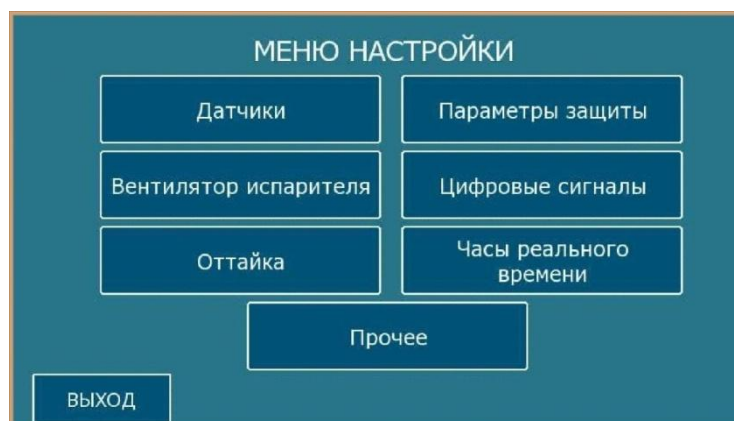 МЕНЮ НАСТРОЙКИ
Датчики
Параметры защиты
Вентилятор испарителя
Цифровые сигналы
Оттайка
Часы реального
времени
Прочее
ВЫХОД